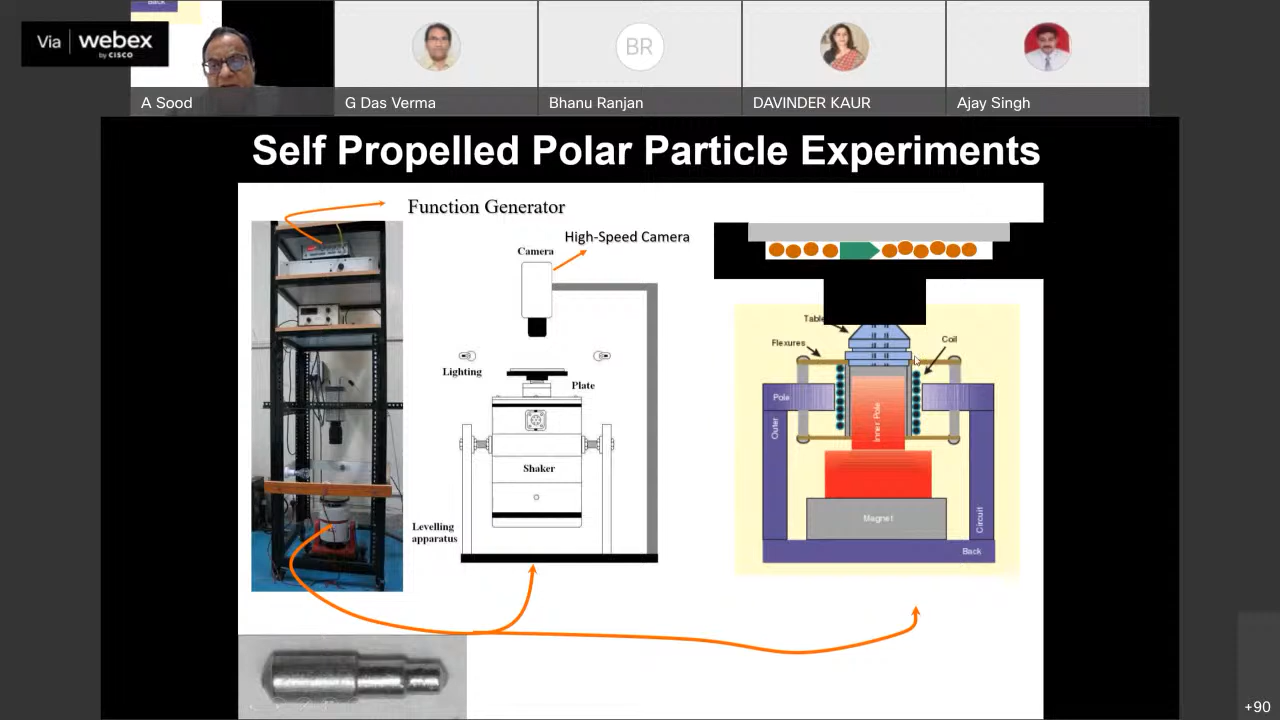 Back
Via | webex
by CISCO
A Sood
G Das Verma
BR
Bhanu Ranjan
DAVINDER KAUR
Ajay Singh
Self Propelled Polar Particle Experiments
Function Generator
High-Speed Camera
Camera
Lighting
Plate
Shaker
Levelling
apparatus
Table
Flexures
Coil
Pole
Outer
Inner Pole
Magnet
Circuit
Back
+90